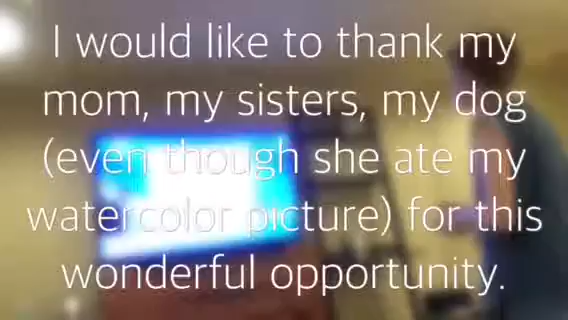 I would like to thank my
mom, my sisters, my dog
(even though she ate my
watercolor picture) for this
wonderful opportunity.